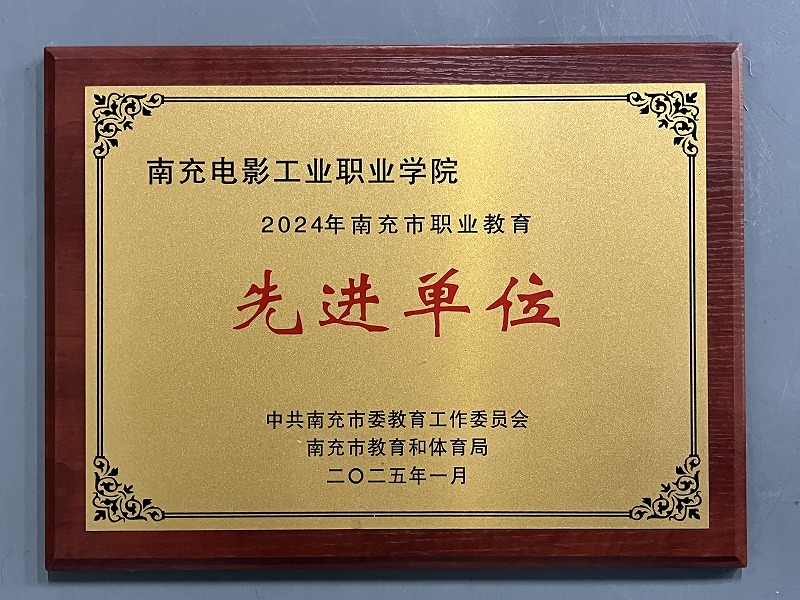 南充电影工业职业学院
2024年南充市职业教育
先进单位
中共南充市委教育工作委员会
南充市教育和体育局
二〇二五年一月